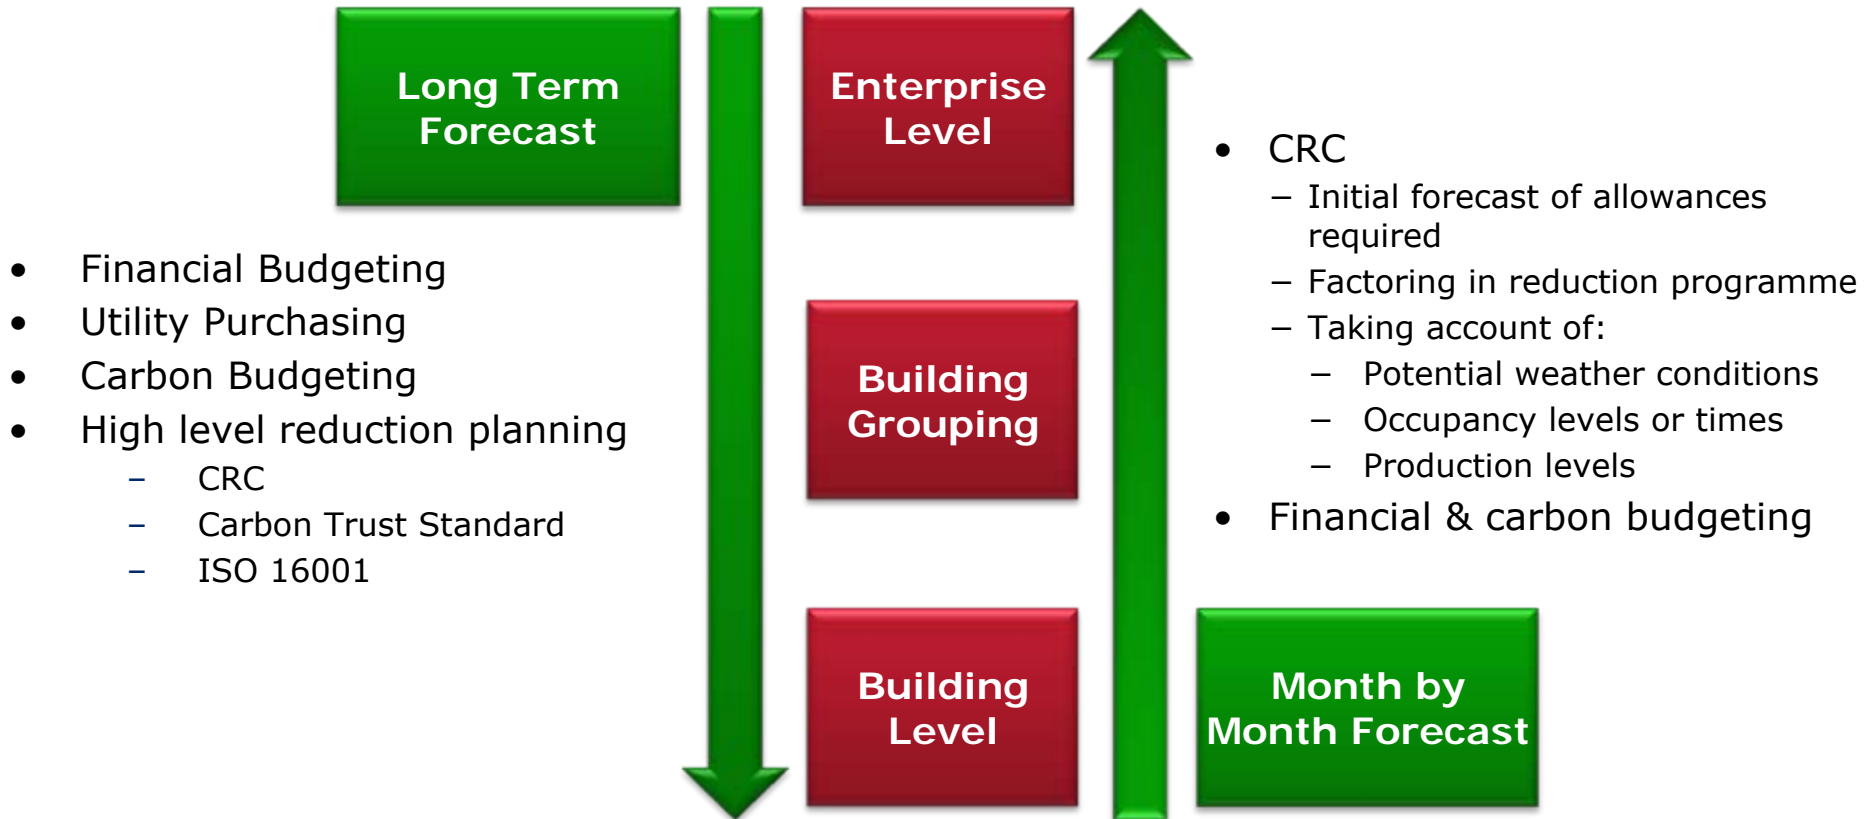 Long Term
Forecast
• Financial Budgeting
• Utility Purchasing
• Carbon Budgeting
• High level reduction planning
– CRC
– Carbon Trust Standard
– ISO 16001
Enterprise
Level
Building
Grouping
Building
Level
• CRC
– Initial forecast of allowances
required
– Factoring in reduction programme
– Taking account of:
– Potential weather conditions
– Occupancy levels or times
– Production levels
• Financial & carbon budgeting
Month by
Month Forecast